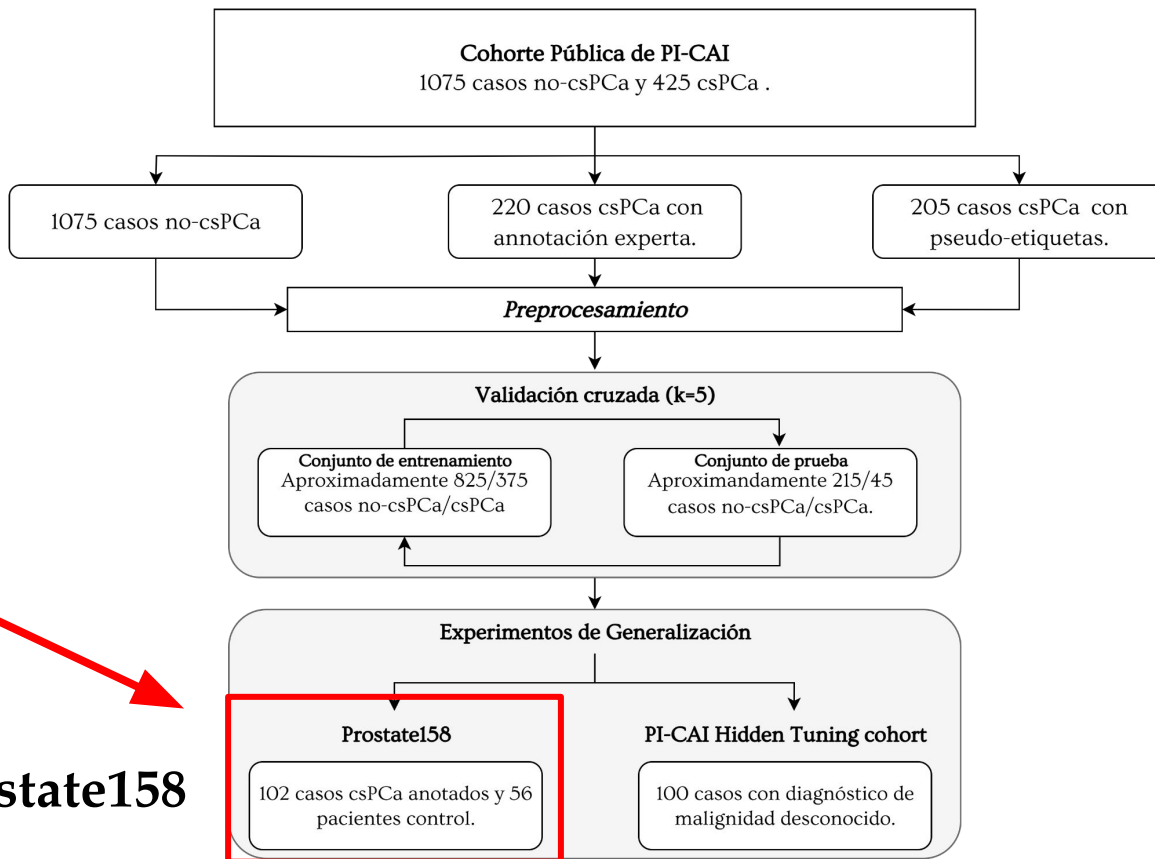 Cohorte Pública de PI-CAI
1075 casos no-csPCa y 425 csPCa .
1075 casos no-csPCa
220 casos csPCa con
annotación experta.
205 casos csPCa con
pseudo-etiquetas.
Preprocesamiento
Validación cruzada (k=5)
Conjunto de entrenamiento
Aproximadamente 825/375
casos no-csPCa/csPCa
Conjunto de prueba
Aproximandamente 215/45
casos no-csPCa/csPCa.
Experimentos de Generalización
Prostate158
102 casos csPCa anotados y 56
pacientes control.
PI-CAI Hidden Tuning cohort
100 casos con diagnóstico de
malignidad desconocido.
state158